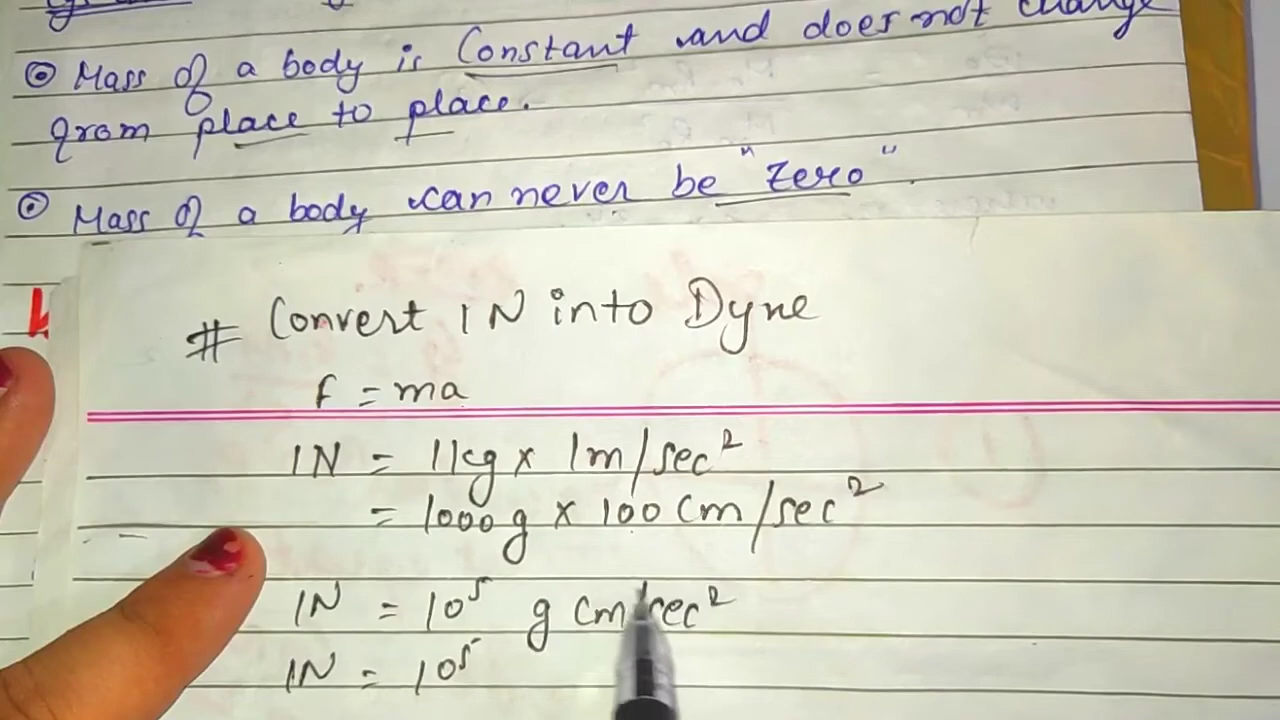 ⊙ Mass of a body is Constant and does not change
from place to place.
⊙ Mass of a body can never be "Zero".
# Convert 1N into Dyne
F = ma
1N = 1kg x 1m/sec²
= 1000g x 100 cm/sec²
1N = 10⁵ g cm/sec²
1N = 10⁵